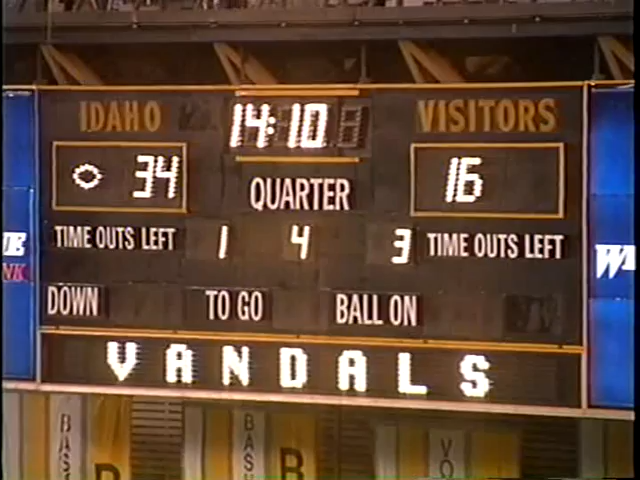 IDAHO 14:10 VISITORS
34 QUARTER 16
TIME OUTS LEFT 1 4 3 TIME OUTS LEFT
DOWN TO GO BALL ON
VANDALS